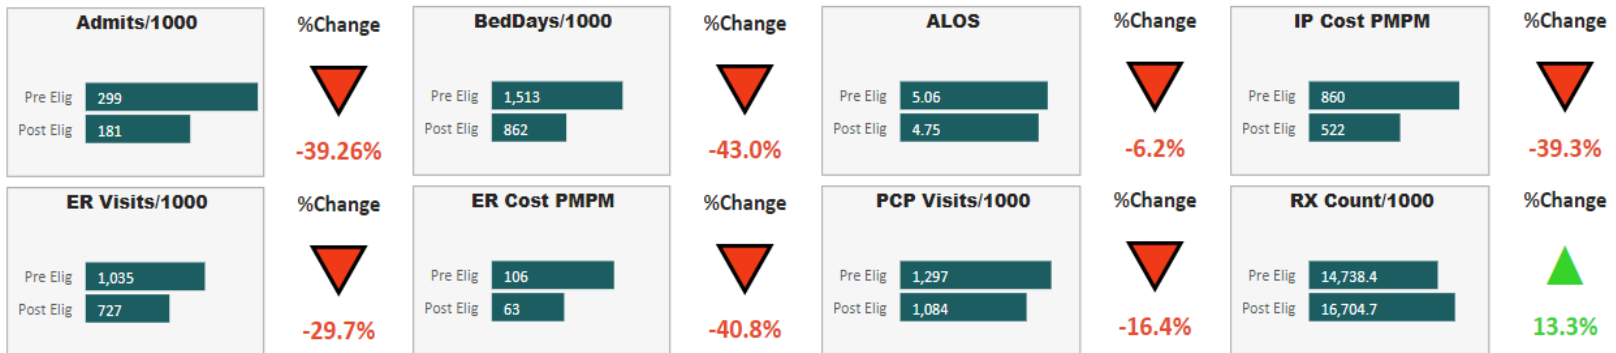 Admits/1000
%Change
Pre Elig 299
Post Elig 181
-39.26%
BedDays/1000
%Change
Pre Elig 1,513
Post Elig 862
-43.0%
ALOS
%Change
Pre Elig 5.06
Post Elig 4.75
-6.2%
IP Cost PMPM
%Change
Pre Elig 860
Post Elig 522
-39.3%
ER Visits/1000
%Change
Pre Elig 1,035
Post Elig 727
-29.7%
ER Cost PMPM
%Change
Pre Elig 106
Post Elig 63
-40.8%
PCP Visits/1000
%Change
Pre Elig 1,297
Post Elig 1,084
-16.4%
RX Count/1000
%Change
Pre Elig 14,738.4
Post Elig 16,704.7
13.3%